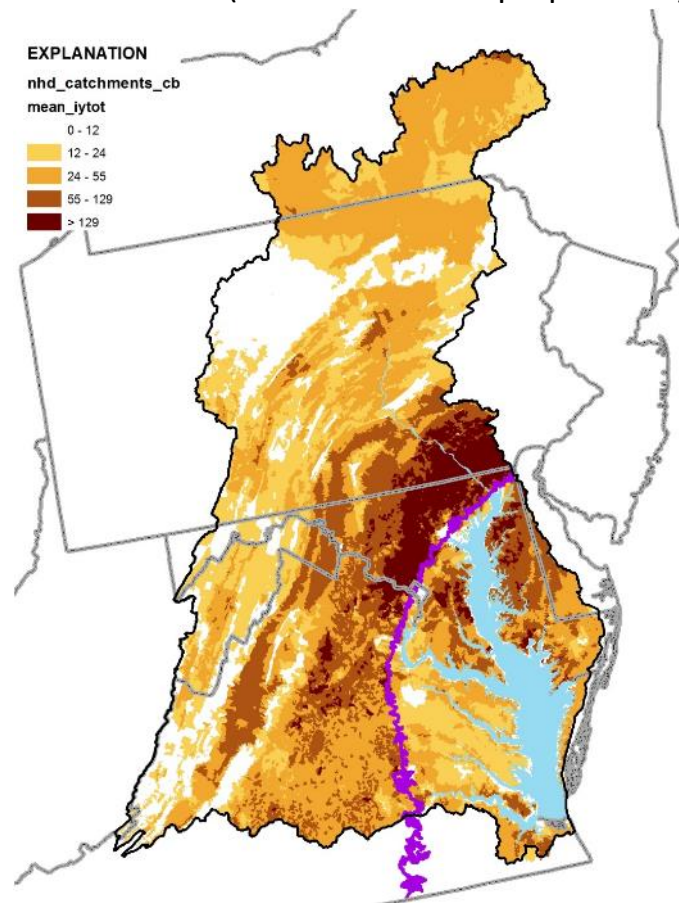 EXPLANATION
nhd_catchments_cb
mean_iytot
0 - 12
12 - 24
24 - 55
55 - 129
> 129